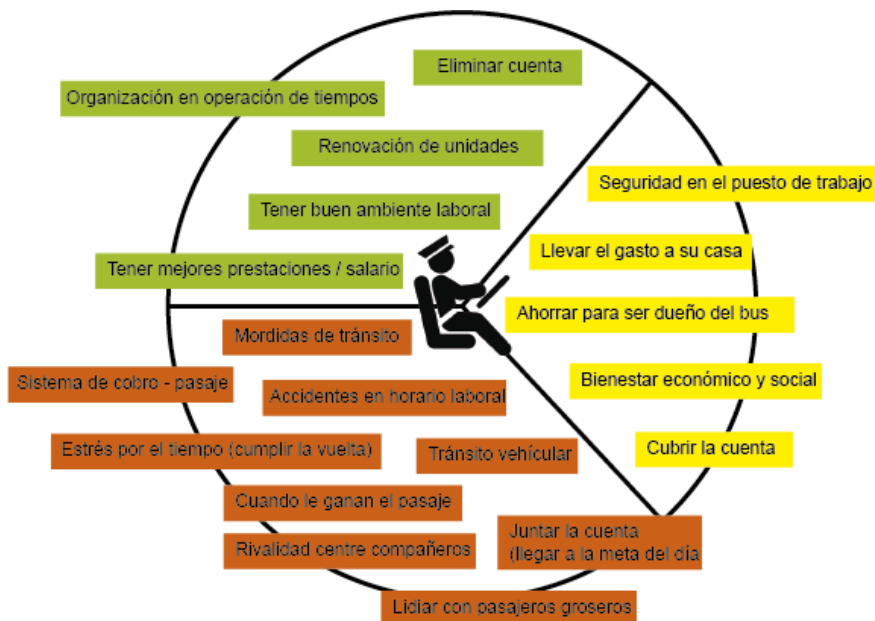 Eliminar cuenta
Organización en operación de tiempos
Renovación de unidades
Tener buen ambiente laboral
Tener mejores prestaciones / salario
Seguridad en el puesto de trabajo
Llevar el gasto a su casa
Ahorrar para ser dueño del bus
Bienestar económico y social
Cubrir la cuenta
Mordidas de tránsito
Sistema de cobro - pasaje
Accidentes en horario laboral
Estrés por el tiempo (cumplir la vuelta)
Tránsito vehícular
Cuando le ganan el pasaje
Rivalidad centre compañeros
Juntar la cuenta
(llegar a la meta del día
Lidiar con pasajeros groseros